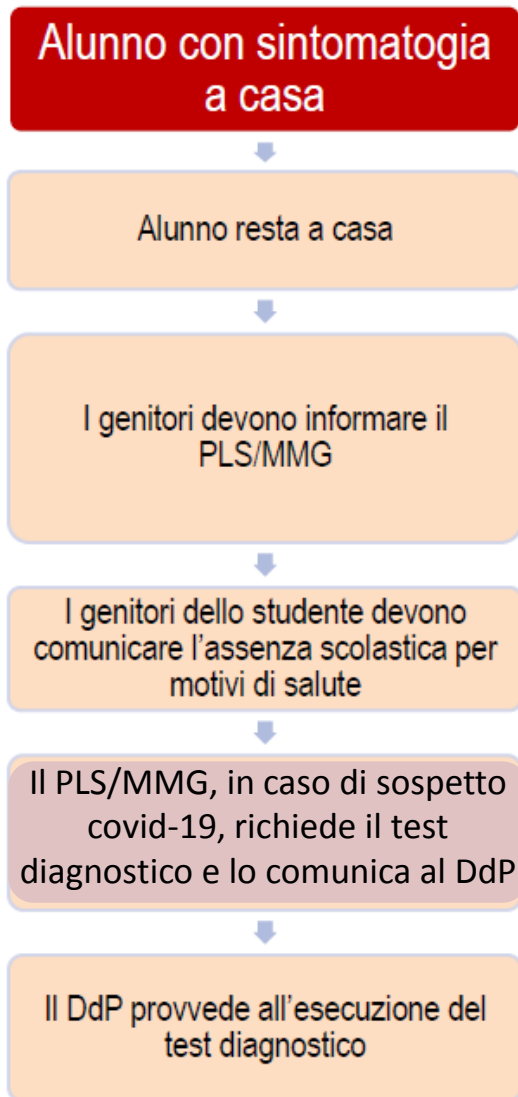 Alunno con sintomatogia
a casa
Alunno resta a casa
I genitori devono informare il
PLS/MMG
I genitori dello studente devono
comunicare l'assenza scolastica per
motivi di salute
Il PLS/MMG, in caso di sospetto
covid-19, richiede il test
diagnostico e lo comunica al DdP
Il DdP provvede all'esecuzione del
test diagnostico